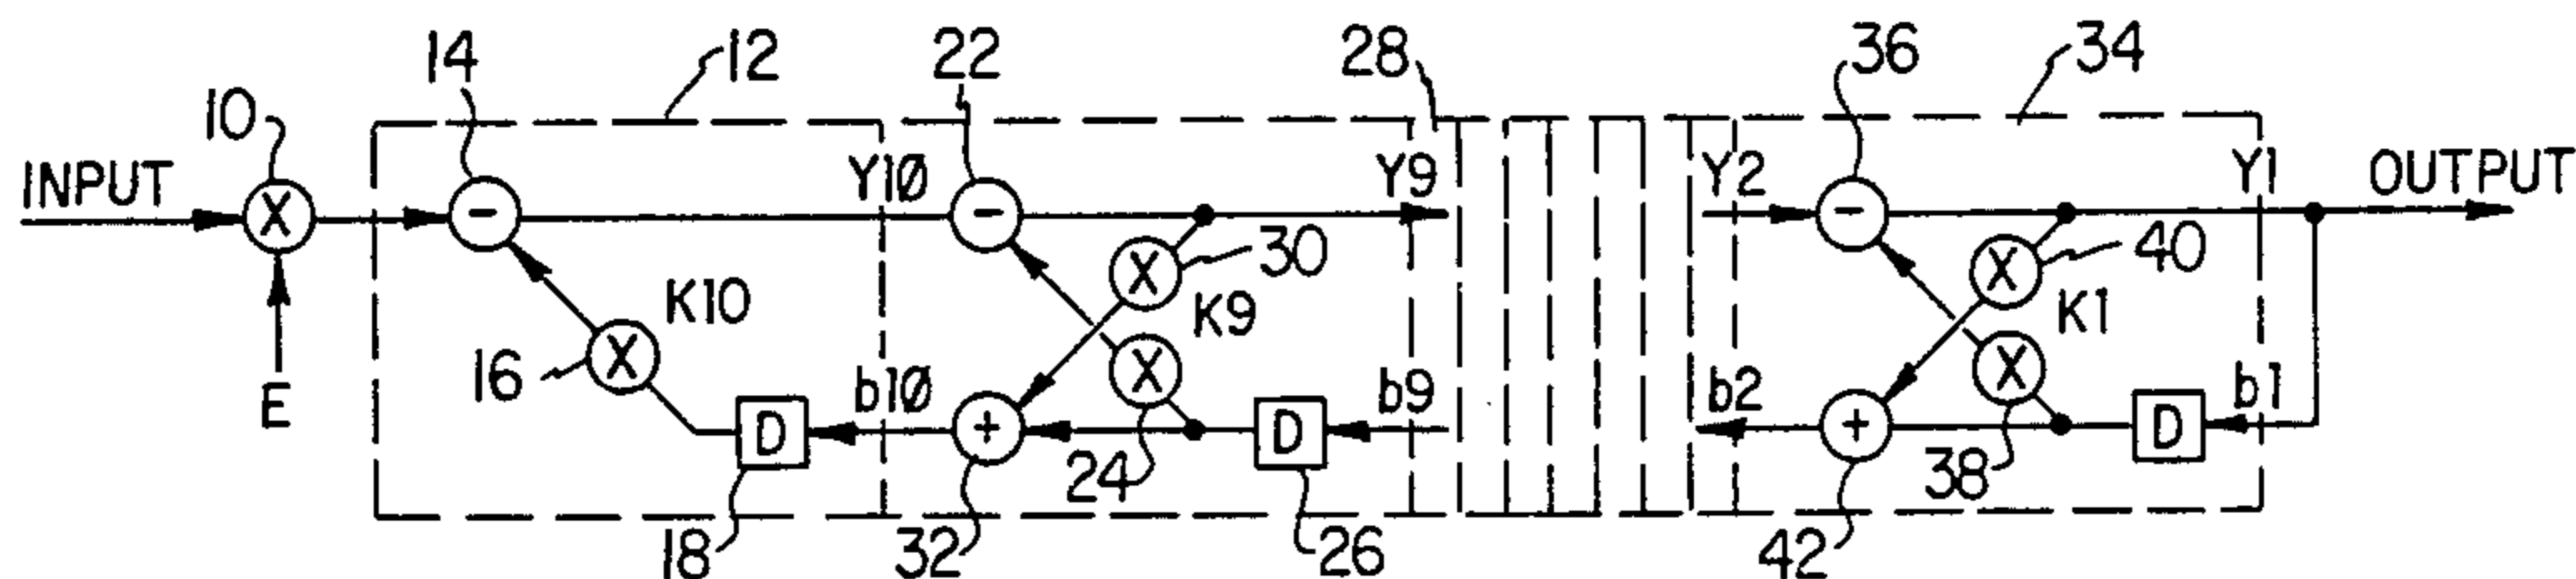 14 12 22 28 36 34
10
INPUT X - Y10 - Y9 Y2 - Y1 OUTPUT
X 30 X 40
K10 K9 K1
E 16 X X X
b10 b9 b2 b1
D + D + D
24 38
18 32 26 42